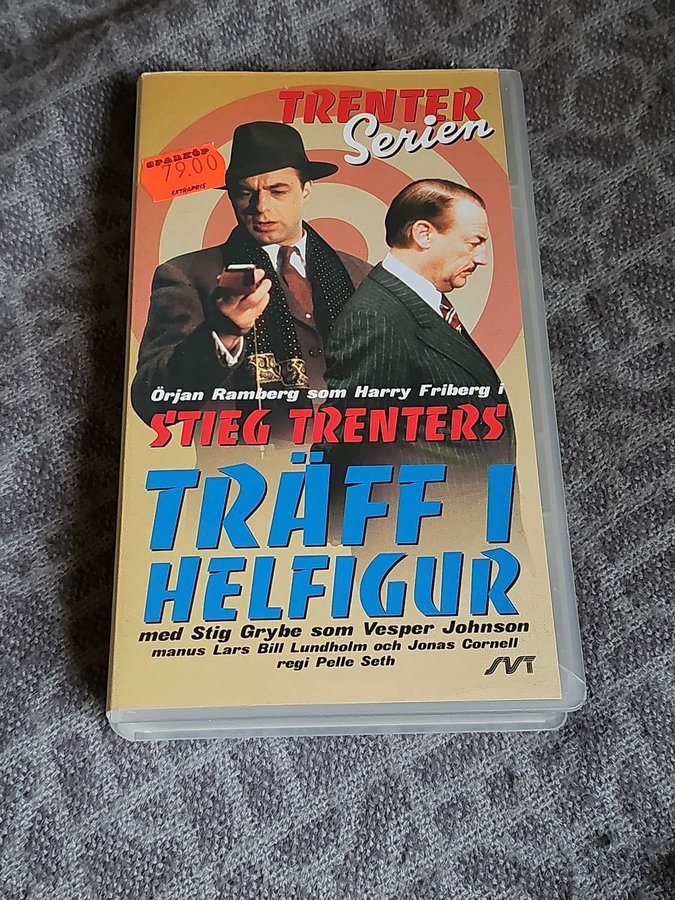 TRENTER
Serien
SPARKÖP
79.00
EXTRAPRIS
Örjan Ramberg som Harry Friberg i
STIEG TRENTERS
TRÄFF I
HELFIGUR
med Stig Grybe som Vesper Johnson
manus Lars Bill Lundholm och Jonas Cornell
regi Pelle Seth
SVT